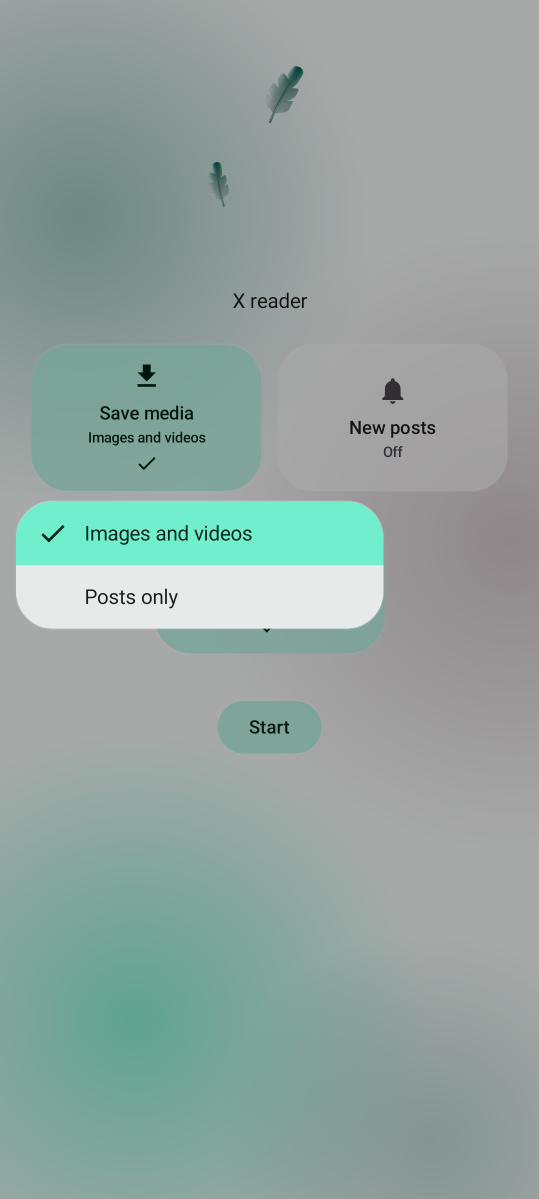 X reader
Save media
Images and videos
New posts
Off
Images and videos
Posts only
Start